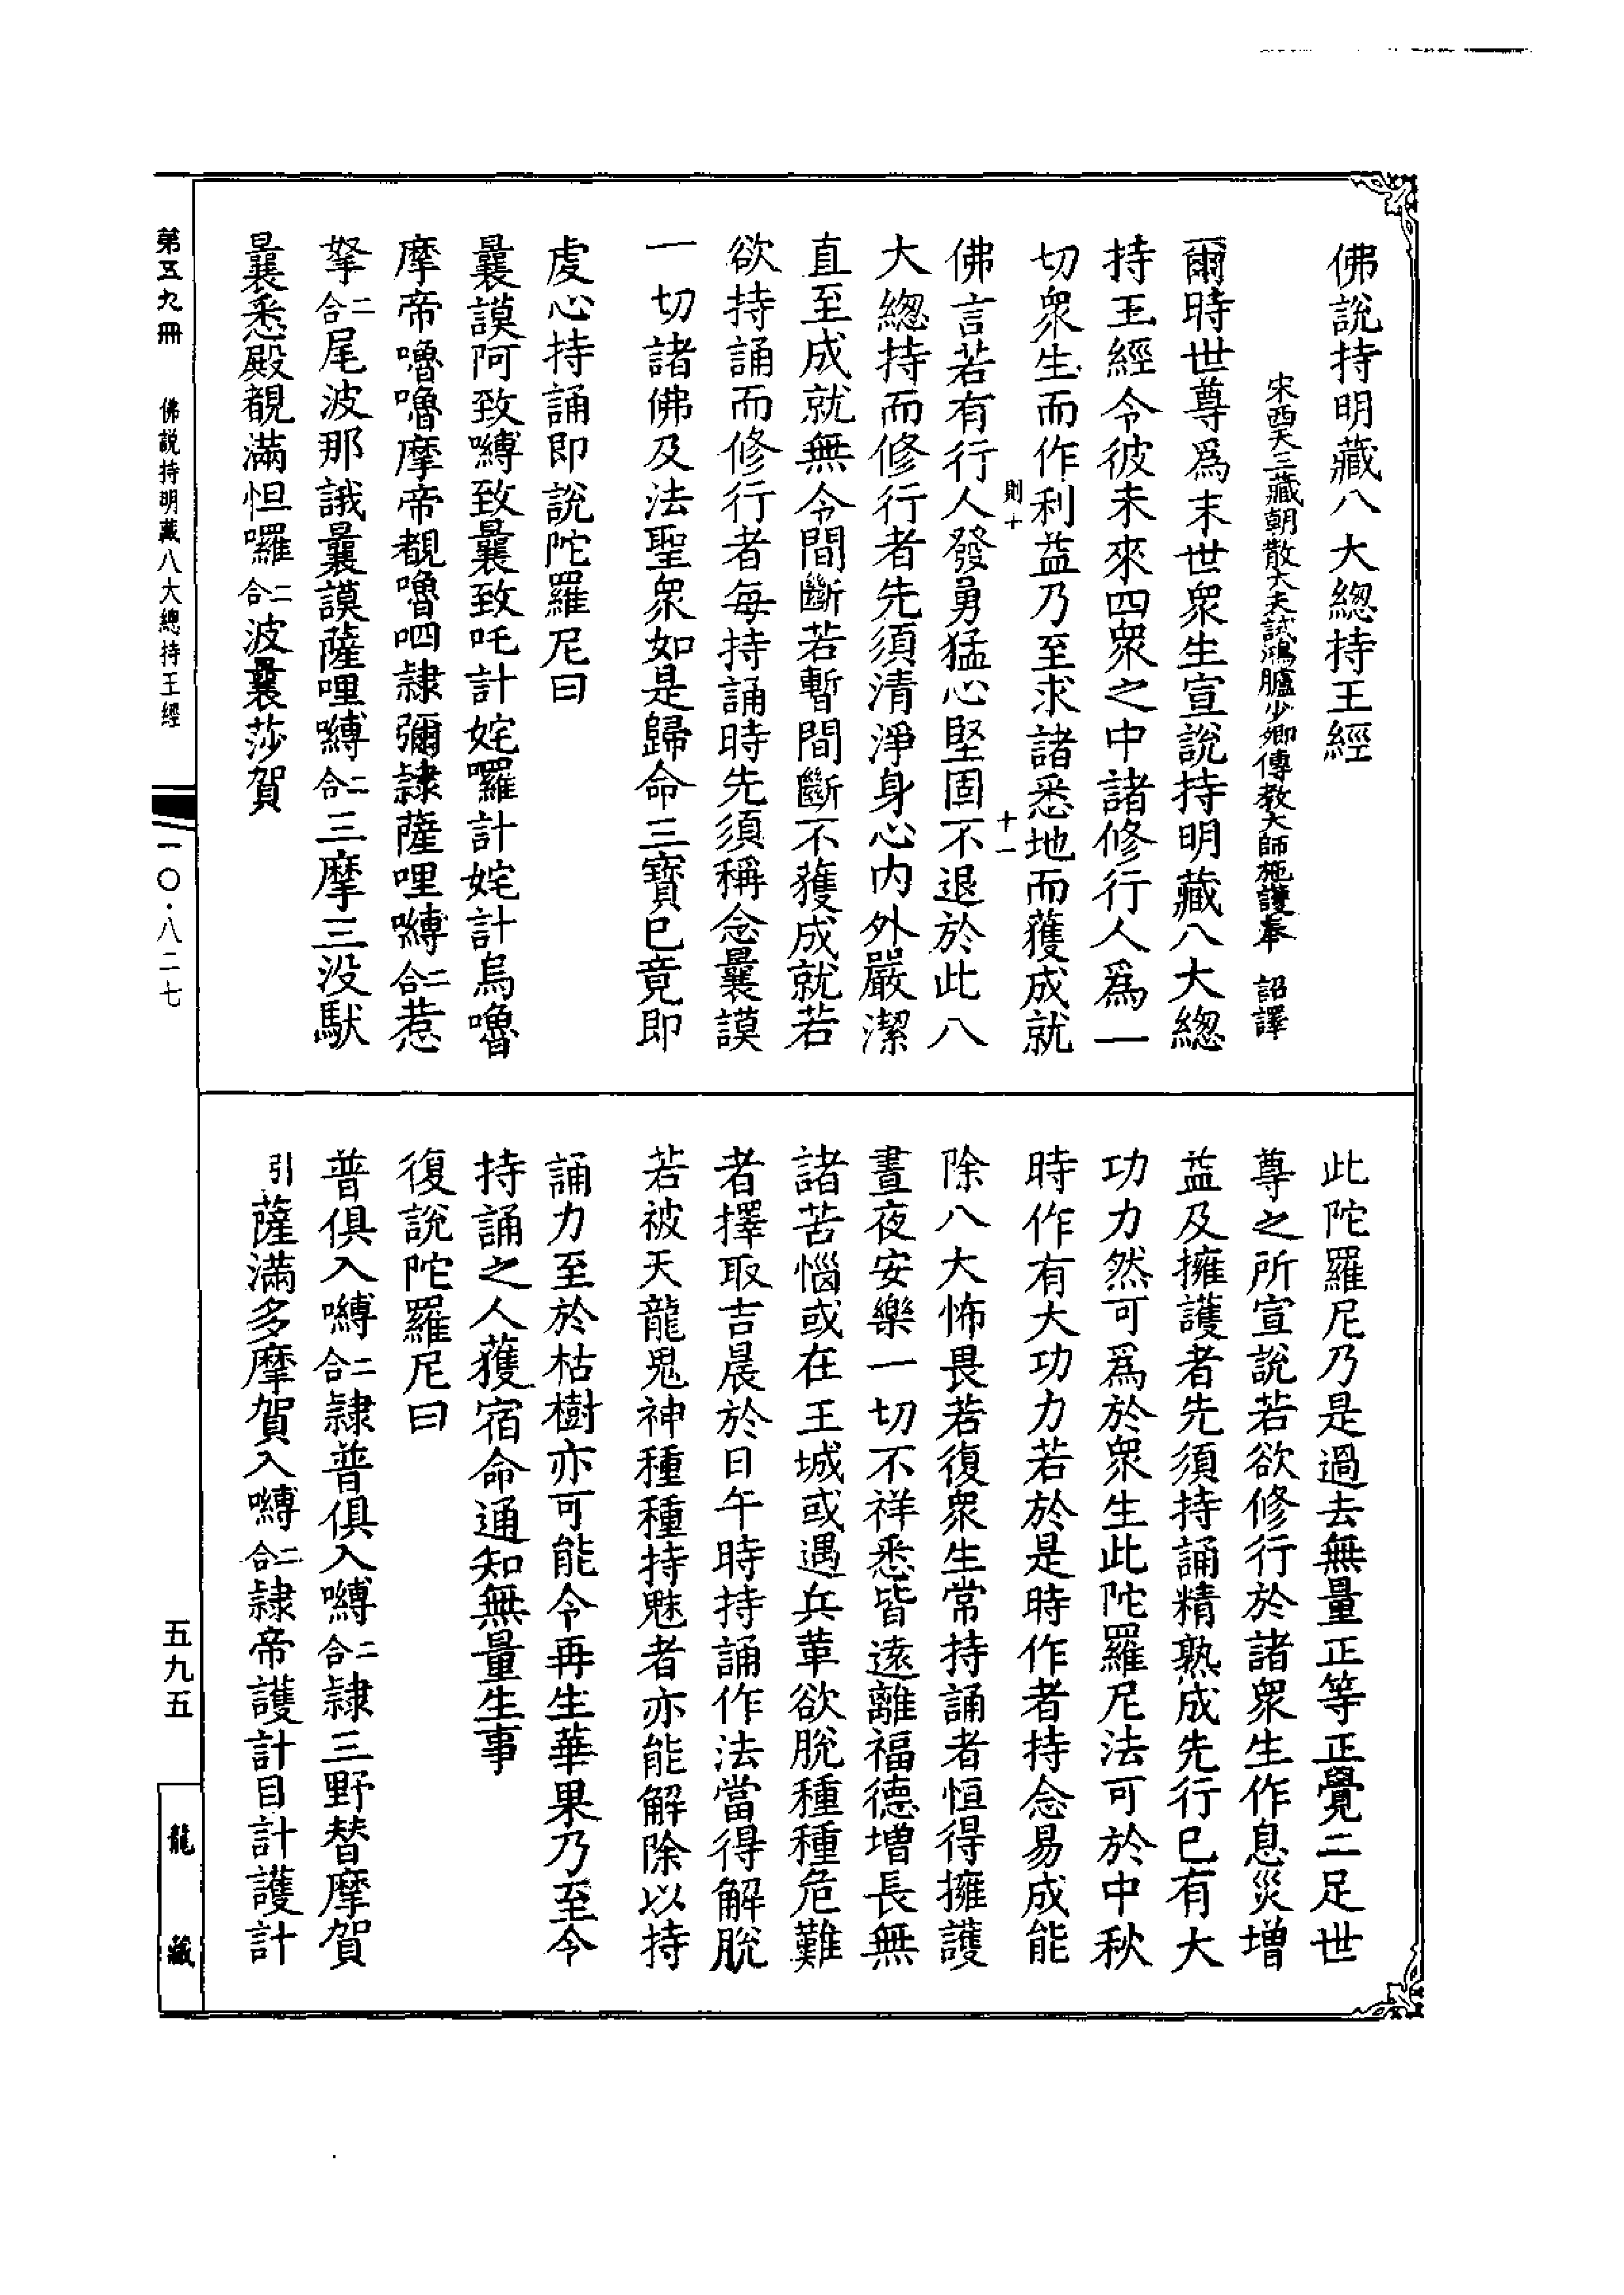 佛說持明藏八大總持王經
宋西天三藏朝散大夫試鴻臚少卿傳教大師施護奉 詔譯
爾時世尊爲末世眾生宣說持明藏八大總
持王經令彼未來四眾之中諸修行人爲一
切眾生而作利益乃至求諸悉地而獲成就
則十
十一
佛言若有行人發勇猛心堅固不退於此八
大總持而修行者先須清淨身心內外嚴潔
直至成就無令間斷若暫間斷不獲成就若
欲持誦而修行者每持誦時先須稱念曩謨
一切諸佛及法聖眾如是歸命三寶已竟即
虔心持誦即說陀羅尼曰
曩謨阿致嚩致曩致吒計姹囉計姹計烏嚕
摩帝嚕嚕摩帝覩嚕呬隸彌隸薩哩嚩二合惹
拏二合尾波那誐曩謨薩哩嚩二合三摩三没馱
曩悉殿覩滿怛囉二合波曩莎賀
此陀羅尼乃是過去無量正等正覺二足世
尊之所宣說若欲修行於諸眾生作息災增
益及擁護者先須持誦精熟成先行已有大
功力然可爲於眾生此陀羅尼法可於中秋
時作有大功力若於是時作者持念易成能
除八大怖畏若復眾生常持誦者恒得擁護
晝夜安樂一切不祥悉皆遠離福德增長無
諸苦惱或在王城或遇兵革欲脫種種危難
者擇取吉晨於日午時持誦作法當得解脫
若被天龍鬼神種種持魅者亦能解除以持
誦力至於枯樹亦可能令再生華果乃至令
持誦之人獲宿命通知無量生事
復說陀羅尼曰
普俱入嚩二合隸普俱入嚩二合隸三野替摩賀
引薩滿多摩賀入嚩二合隸帝護計目計護計
第五九冊 佛說持明藏八大總持王經
一〇·八二七
五九五
龍藏